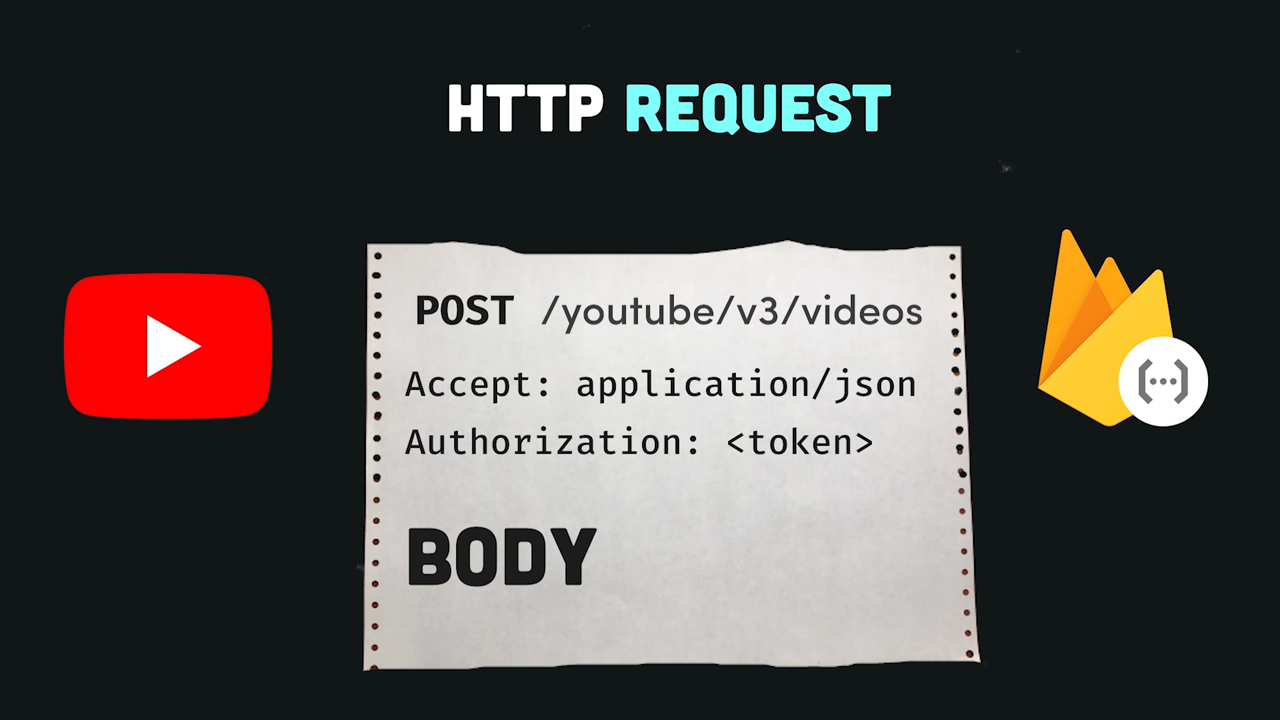 HTTP REQUEST
POST /youtube/v3/videos
Accept: application/json
Authorization: <token>
BODY